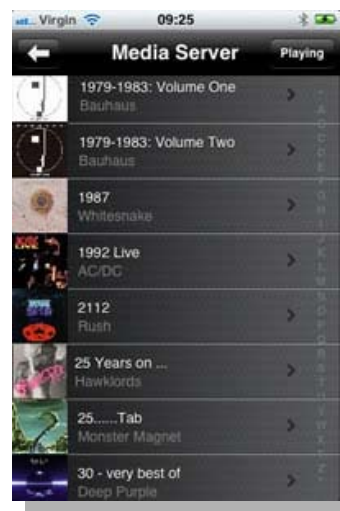 Virgin 09:25
Media Server
Playing
1979-1983: Volume One
Bauhaus
1979-1983: Volume Two
Bauhaus
1987
Whitesnake
1992 Live
AC/DC
2112
Rush
25 Years on ...
Hawklords
25......Tab
Monster Magnet
30 - very best of
Deep Purple